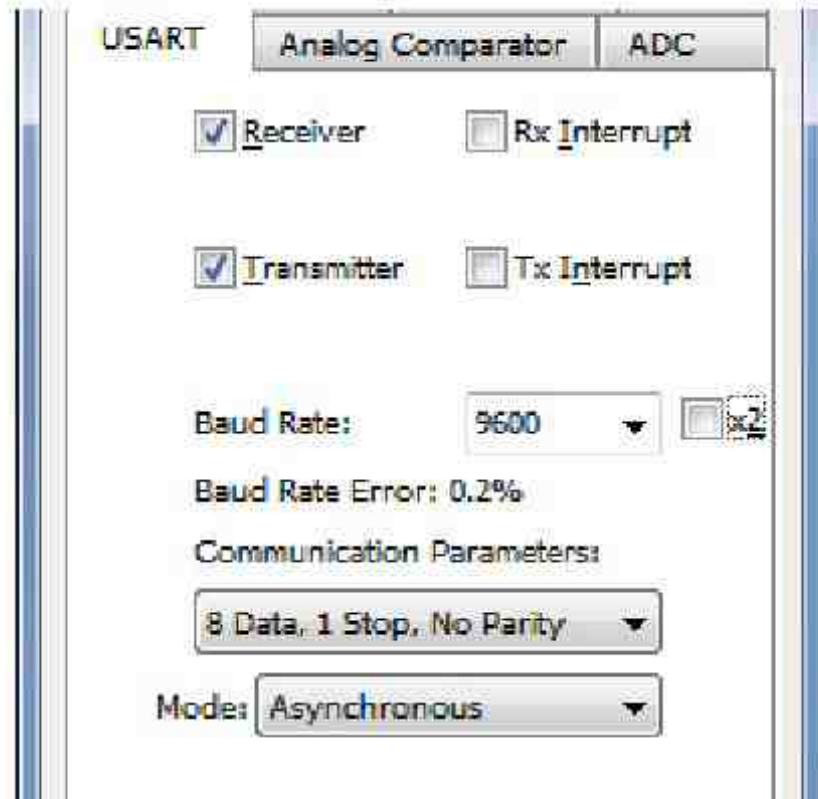 USART Analog Comparator ADC
Receiver Rx Interrupt
Transmitter Tx Interrupt
Baud Rate: 9600 x2
Baud Rate Error: 0.2%
Communication Parameters:
8 Data, 1 Stop, No Parity
Mode: Asynchronous